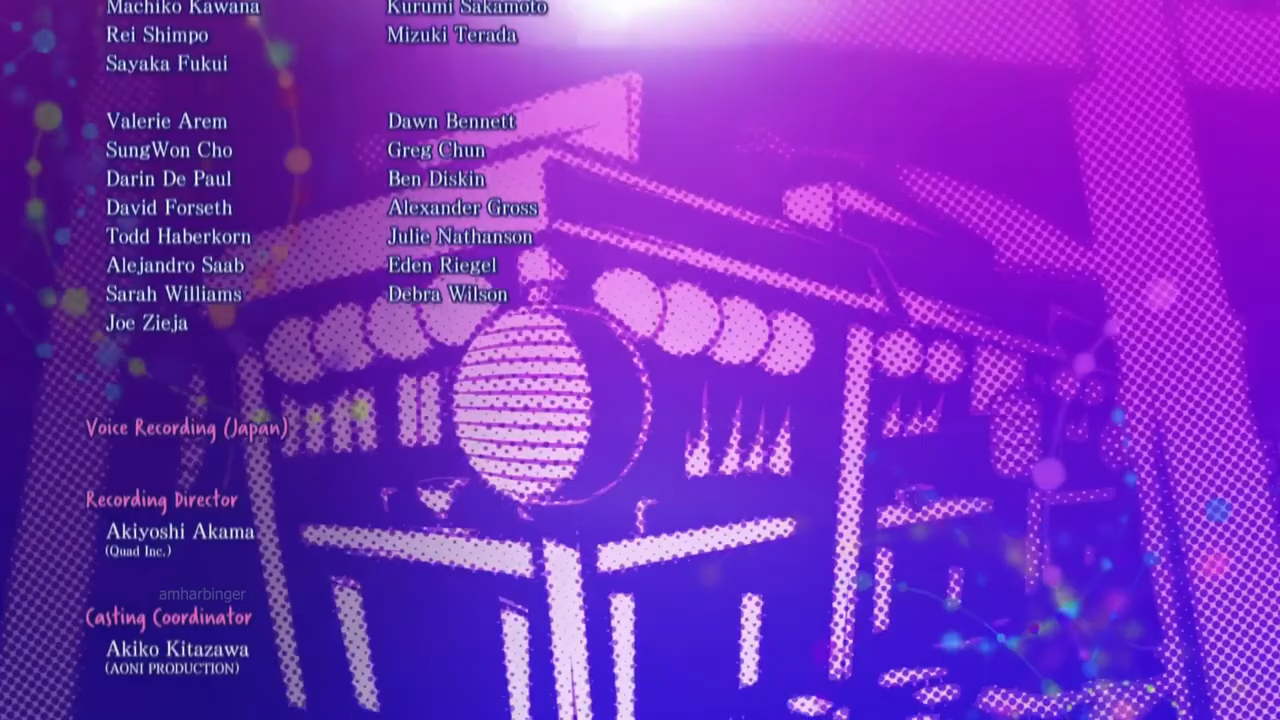 Machiko Kawana Kurumi Sakamoto
Rei Shimpo Mizuki Terada
Sayaka Fukui
Valerie Arem Dawn Bennett
SungWon Cho Greg Chun
Darin De Paul Ben Diskin
David Forseth Alexander Gross
Todd Haberkorn Julie Nathanson
Alejandro Saab Eden Riegel
Sarah Williams Debra Wilson
Joe Zieja
Voice Recording (Japan)
Recording Director
Akiyoshi Akama
(Quad Inc.)
amharbinger
Casting Coordinator
Akiko Kitazawa
(AONI PRODUCTION)